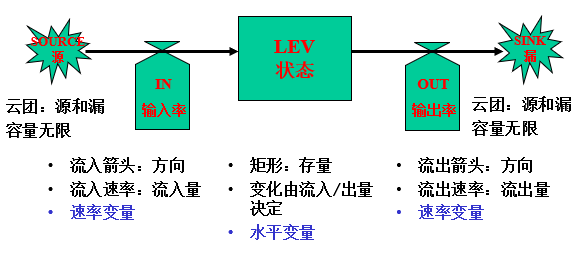 SOURCE
源
IN
输入率
LEV
状态
OUT
输出率
SINK
漏
云团：源和漏
容量无限
云团：源和漏
容量无限
• 流入箭头：方向
• 流入速率：流入量
• 速率变量
• 矩形：存量
• 变化由流入/出量
决定
• 水平变量
• 流出箭头：方向
• 流出速率：流出量
• 速率变量